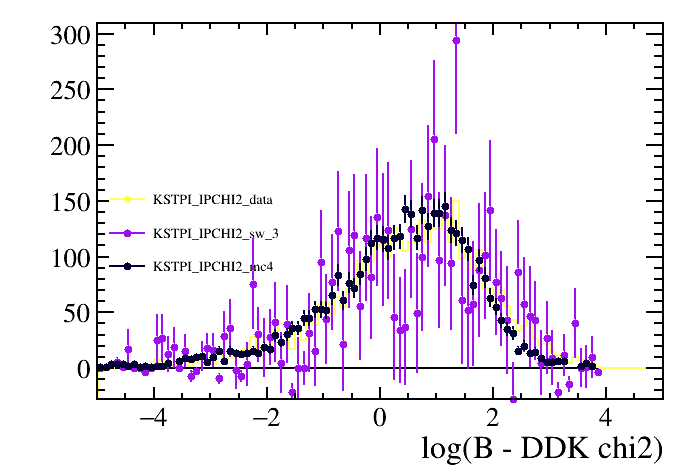 300
250
200
150
100
50
0
KSTPI_IPCHI2_data
KSTPI_IPCHI2_sw_3
KSTPI_IPCHI2_mc4
−4 −2 0 2 4
log(B - DDK chi2)